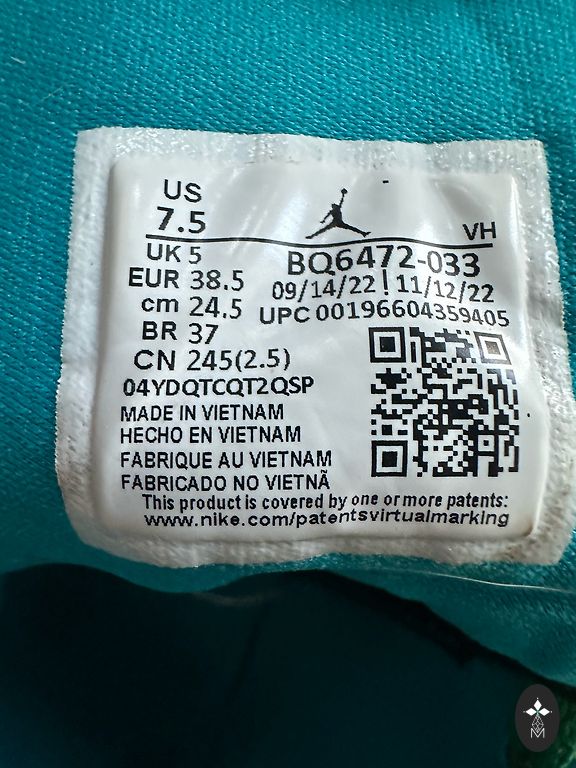 US
7.5
VH
UK 5
BQ6472-033
EUR 38.5
09/14/22 | 11/12/22
cm 24.5
UPC 00196604359405
BR 37
CN 245(2.5)
04YDQTCQT2QSP
MADE IN VIETNAM
HECHO EN VIETNAM
FABRIQUE AU VIETNAM
FABRICADO NO VIETNÃ
This product is covered by one or more patents:
www.nike.com/patentsvirtualmarking
M